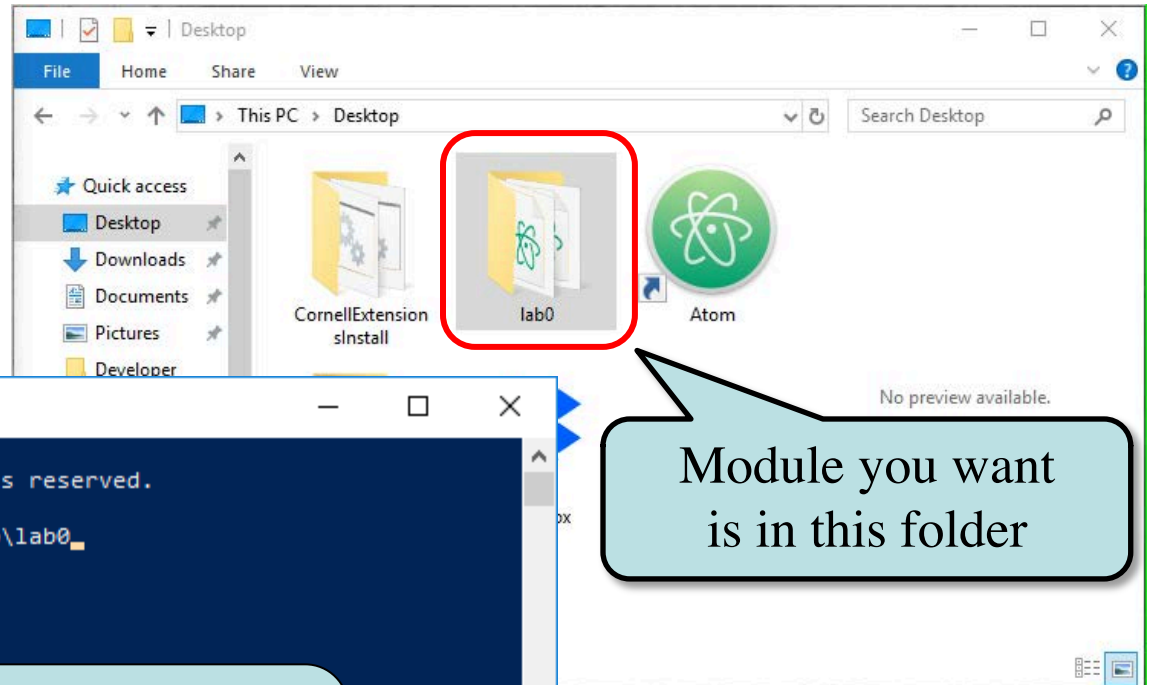 Desktop
File Home Share View
This PC > Desktop
Search Desktop
Quick access
Desktop
Downloads
Documents
Pictures
Developer
CornellExtension
sInstall
lab0
Atom
No preview available.
s reserved.
\lab0_
Module you want
is in this folder